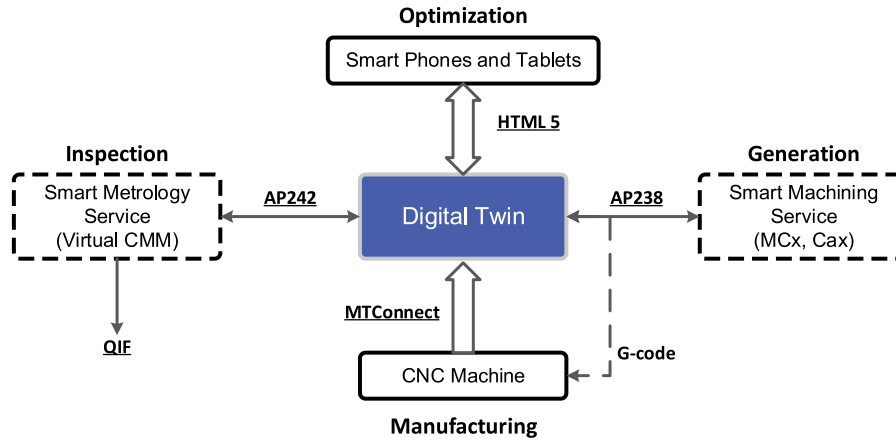 Optimization
Smart Phones and Tablets
HTML 5
Inspection
Generation
Smart Metrology
Service
(Virtual CMM)
AP242
Digital Twin
AP238
Smart Machining
Service
(MCx, Cax)
MTConnect
QIF
G-code
CNC Machine
Manufacturing